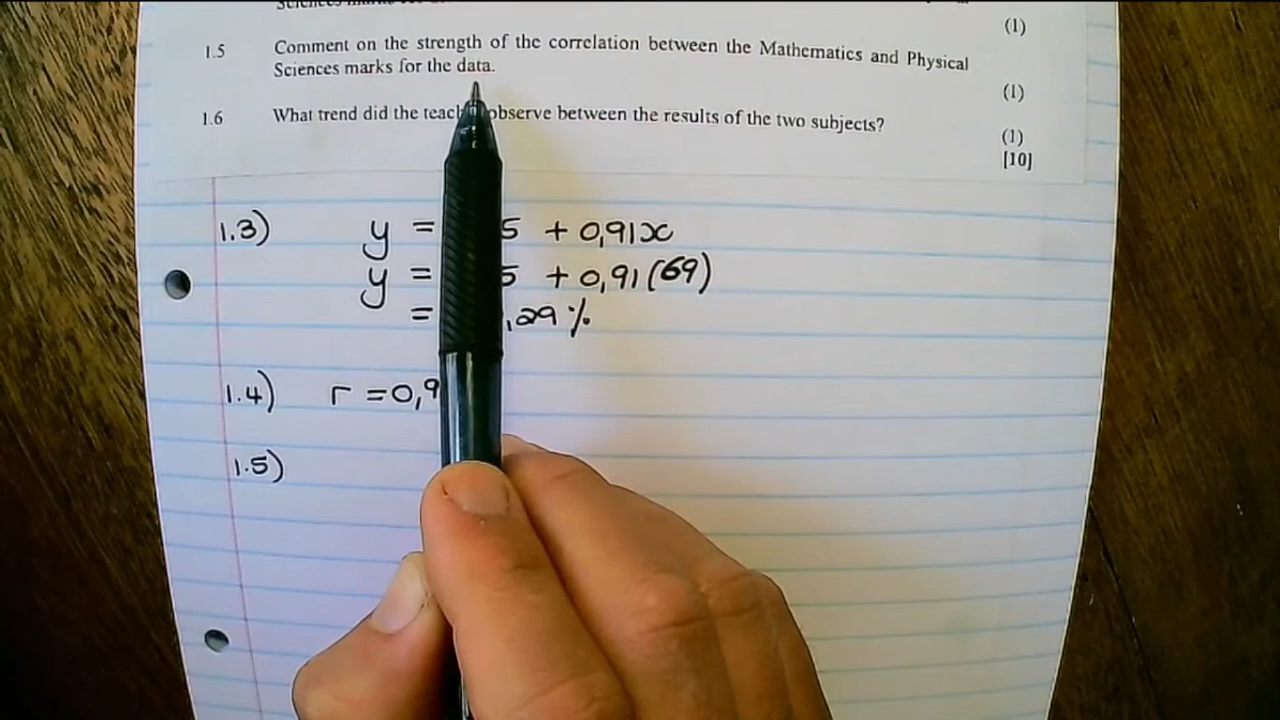 (1)
1.5 Comment on the strength of the correlation between the Mathematics and Physical
Sciences marks for the data.
(1)
1.6 What trend did the observe between the results of the two subjects?
(1)
[10]
1.3) y = 5 + 0,91x
y = 5 + 0,91(69)
= ,29%
1.4) r = 0,9
1.5)